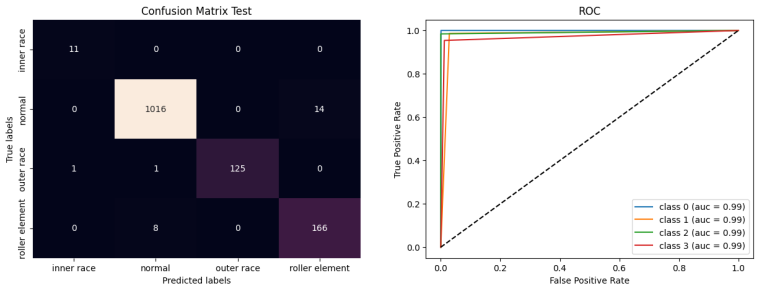 Confusion Matrix Test
True labels
inner race
normal
outer race
roller element
11 0 0 0
0 1016 0 14
1 1 125 0
0 8 0 166
inner race normal outer race roller element
Predicted labels
ROC
True Positive Rate
1.0
0.8
0.6
0.4
0.2
0.0
class 0 (auc = 0.99)
class 1 (auc = 0.99)
class 2 (auc = 0.99)
class 3 (auc = 0.99)
0.0 0.2 0.4 0.6 0.8 1.0
False Positive Rate